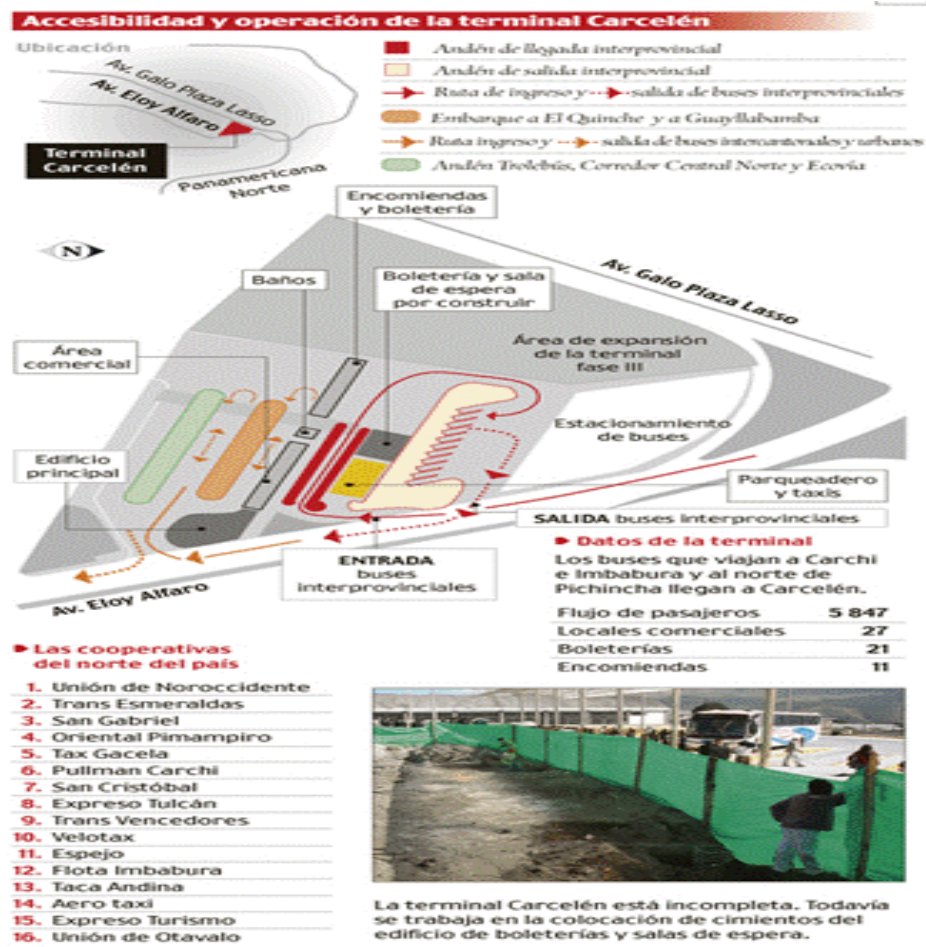 Accesibilidad y operación de la terminal Carcelén
Ubicación
Av. Galo Plaza Lasso
Av. Eloy Alfaro
Terminal
Carcelén
Panamericana
Norte
Andén de llegada interprovincial
Andén de salida interprovincial
Ruta de ingreso y salida de buses interprovinciales
Embarque a El Quinche y a Guayllabamba
Ruta ingreso y salida de buses intercantonales y urbanos
Andén Trolebús, Corredor Central Norte y Ecovía
N
Encomiendas
y boletería
Baños
Boletería y sala
de espera
por construir
Av. Galo Plaza Lasso
Área
comercial
Área de expansión
de la terminal
fase III
Estacionamiento
de buses
Edificio
principal
Parqueadero
y taxis
SALIDA buses interprovinciales
ENTRADA
buses
interprovinciales
Av. Eloy Alfaro
Datos de la terminal
Los buses que viajan a Carchi
e Imbabura y al norte de
Pichincha llegan a Carcelén.
Flujo de pasajeros 5 847
Locales comerciales 27
Boleterías 21
Encomiendas 11
Las cooperativas
del norte del país
1. Unión de Noroccidente
2. Trans Esmeraldas
3. San Gabriel
4. Oriental Pimampiro
5. Tax Gacela
6. Pullman Carchi
7. San Cristóbal
8. Expreso Tulcán
9. Trans Vencedores
10. Velotax
11. Espejo
12. Flota Imbabura
13. Taca Andina
14. Aero taxi
15. Expreso Turismo
16. Unión de Otavalo
La terminal Carcelén está incompleta. Todavía
se trabaja en la colocación de cimientos del
edificio de boleterías y salas de espera.